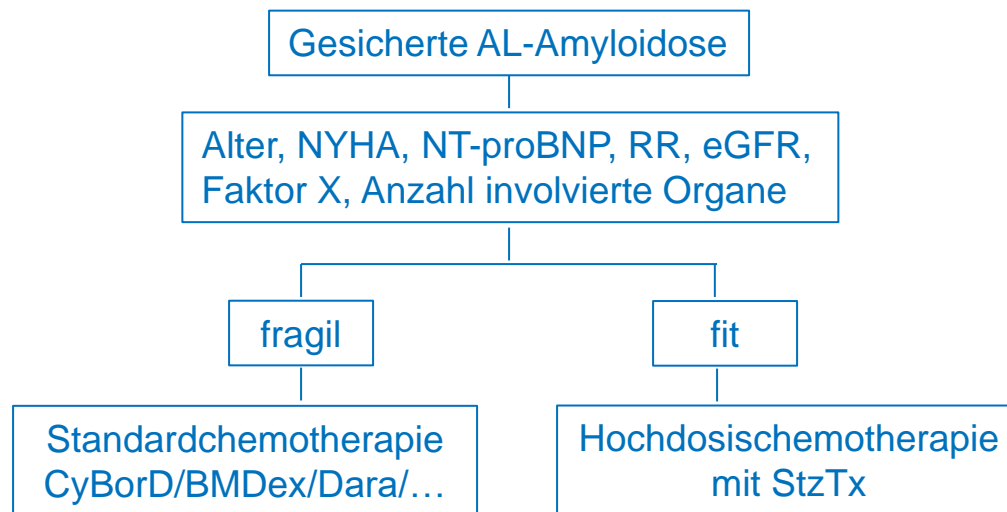 Gesicherte AL-Amyloidose
Alter, NYHA, NT-proBNP, RR, eGFR,
Faktor X, Anzahl involvierte Organe
fragil
fit
Standardchemotherapie
CyBorD/BMDex/Dara/…
Hochdosischemotherapie
mit StzTx